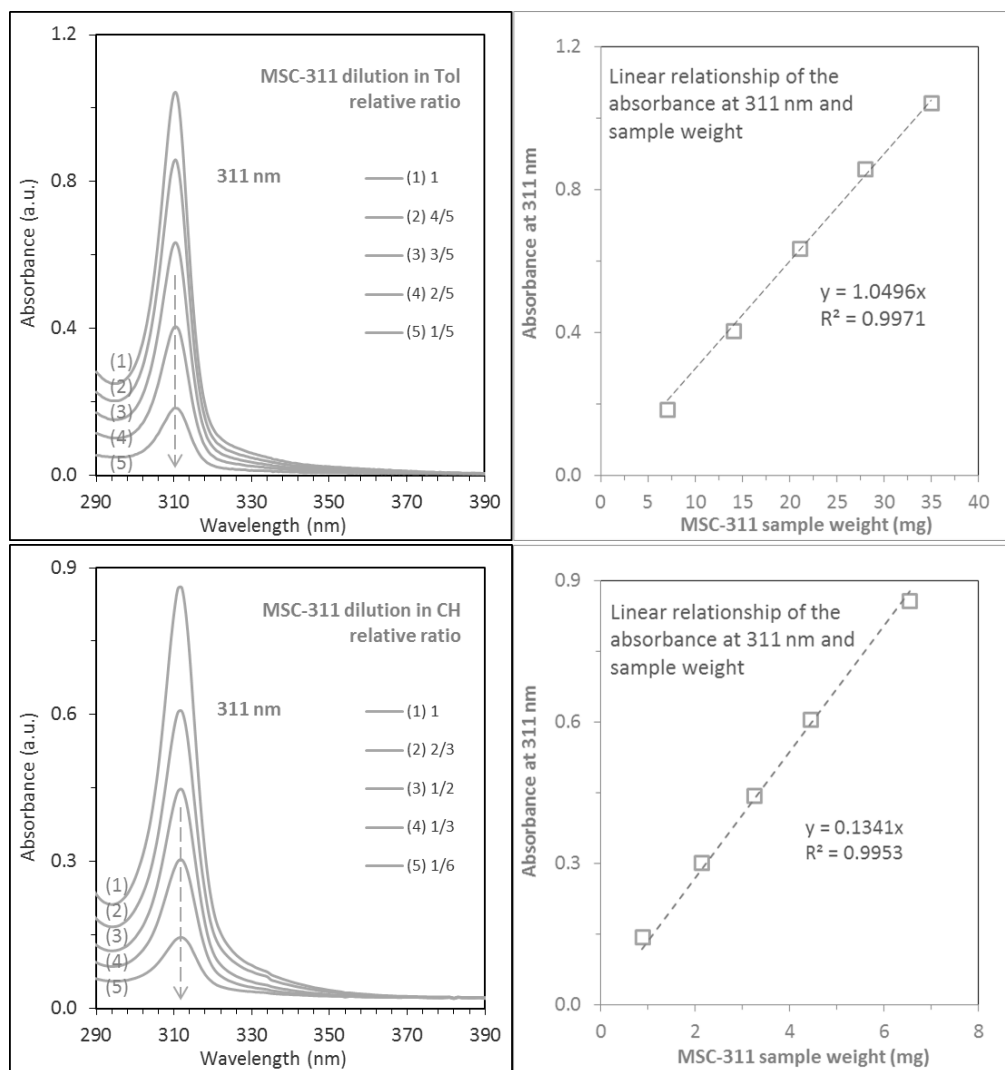 1.2
0.8
0.4
0.0
Absorbance (a.u.)
MSC-311 dilution in Tol
relative ratio
311 nm
(1) 1
(2) 4/5
(3) 3/5
(4) 2/5
(5) 1/5
(1)
(2)
(3)
(4)
(5)
290 310 330 350 370 390
Wavelength (nm)
1.2
0.8
0.4
0.0
Absorbance at 311 nm
Linear relationship of the
absorbance at 311 nm and
sample weight
y = 1.0496x
R² = 0.9971
0 5 10 15 20 25 30 35 40
MSC-311 sample weight (mg)
0.9
0.6
0.3
0.0
Absorbance (a.u.)
MSC-311 dilution in CH
relative ratio
311 nm
(1) 1
(2) 2/3
(3) 1/2
(4) 1/3
(5) 1/6
(1)
(2)
(3)
(4)
(5)
290 310 330 350 370 390
Wavelength (nm)
0.9
0.6
0.3
0.0
Absorbance at 311 nm
Linear relationship of the
absorbance at 311 nm and
sample weight
y = 0.1341x
R² = 0.9953
0 2 4 6 8
MSC-311 sample weight (mg)